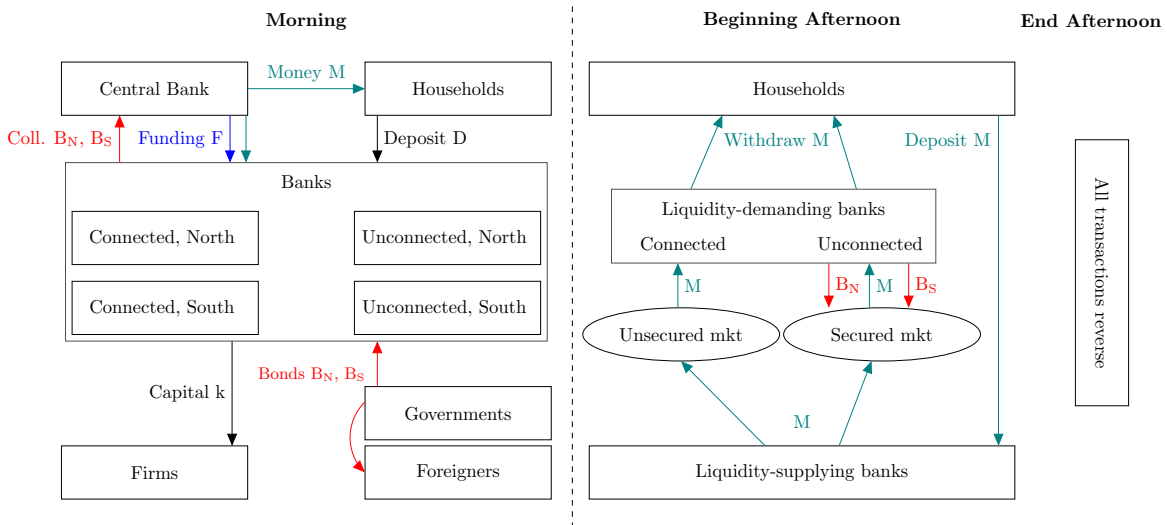 Morning
Beginning Afternoon
End Afternoon
Central Bank
Money M
Households
Coll. B_N, B_S
Funding F
Deposit D
Banks
Connected, North
Unconnected, North
Connected, South
Unconnected, South
Capital k
Bonds B_N, B_S
Governments
Firms
Foreigners
Households
Withdraw M
Deposit M
Liquidity-demanding banks
Connected
Unconnected
M
B_N
M
B_S
Unsecured mkt
Secured mkt
M
Liquidity-supplying banks
All transactions reverse